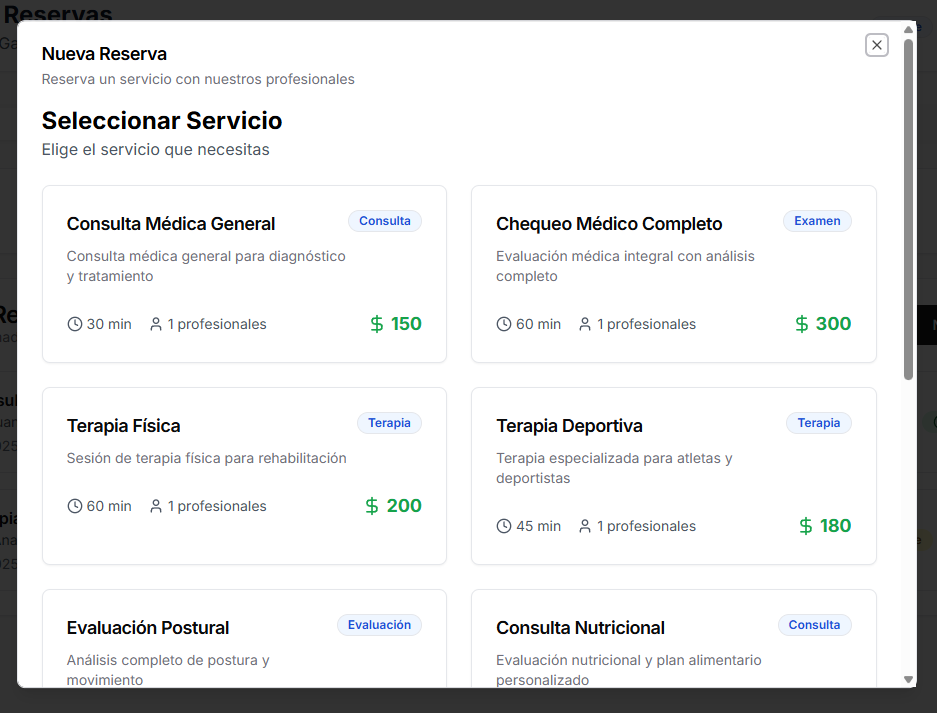 Reservas
Nueva Reserva
Reserva un servicio con nuestros profesionales
Seleccionar Servicio
Elige el servicio que necesitas
Consulta Médica General
Consulta
Consulta médica general para diagnóstico
y tratamiento
30 min
1 profesionales
$ 150
Chequeo Médico Completo
Examen
Evaluación médica integral con análisis
completo
60 min
1 profesionales
$ 300
Terapia Física
Terapia
Sesión de terapia física para rehabilitación
60 min
1 profesionales
$ 200
Terapia Deportiva
Terapia
Terapia especializada para atletas y
deportistas
45 min
1 profesionales
$ 180
Evaluación Postural
Evaluación
Análisis completo de postura y
movimiento
Consulta Nutricional
Consulta
Evaluación nutricional y plan alimentario
personalizado